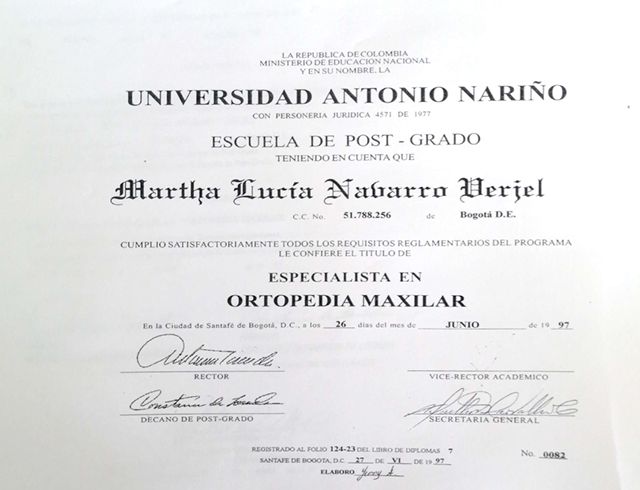 LA REPUBLICA DE COLOMBIA
MINISTERIO DE EDUCACION NACIONAL
Y EN SU NOMBRE, LA
UNIVERSIDAD ANTONIO NARIÑO
CON PERSONERIA JURIDICA 4571 DE 1977
ESCUELA DE POST - GRADO
TENIENDO EN CUENTA QUE
Martha Lucía Navarro Verjel
C.C. No. 51.788.256 de Bogotá D.E.
CUMPLIO SATISFACTORIAMENTE TODOS LOS REQUISITOS REGLAMENTARIOS DEL PROGRAMA
LE CONFIERE EL TITULO DE
ESPECIALISTA EN
ORTOPEDIA MAXILAR
En la Ciudad de Santafé de Bogotá, D.C., a los 26 días del mes de JUNIO de 19 97
RECTOR
VICE-RECTOR ACADEMICO
DECANO DE POST-GRADO
SECRETARIA GENERAL
REGISTRADO AL FOLIO 124-23 DEL LIBRO DE DIPLOMAS 7
SANTAFE DE BOGOTA, D.C. 27 DE VI DE 19 97
No. 0082
ELABORO